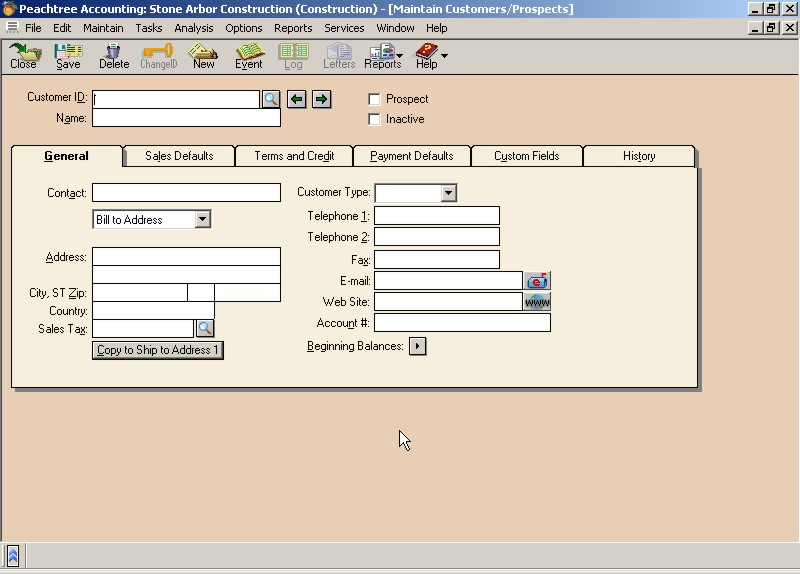 Peachtree Accounting: Stone Arbor Construction (Construction) - [Maintain Customers/Prospects]
File Edit Maintain Tasks Analysis Options Reports Services Window Help
Close Save Delete ChangeID New Event Log Letters Reports Help
Customer ID:
Prospect
Name:
Inactive
General Sales Defaults Terms and Credit Payment Defaults Custom Fields History
Contact:
Customer Type:
Bill to Address
Telephone 1:
Telephone 2:
Address:
Fax:
E-mail:
City, ST Zip:
Web Site: WWW
Country:
Account #:
Sales Tax:
Beginning Balances:
Copy to Ship to Address 1